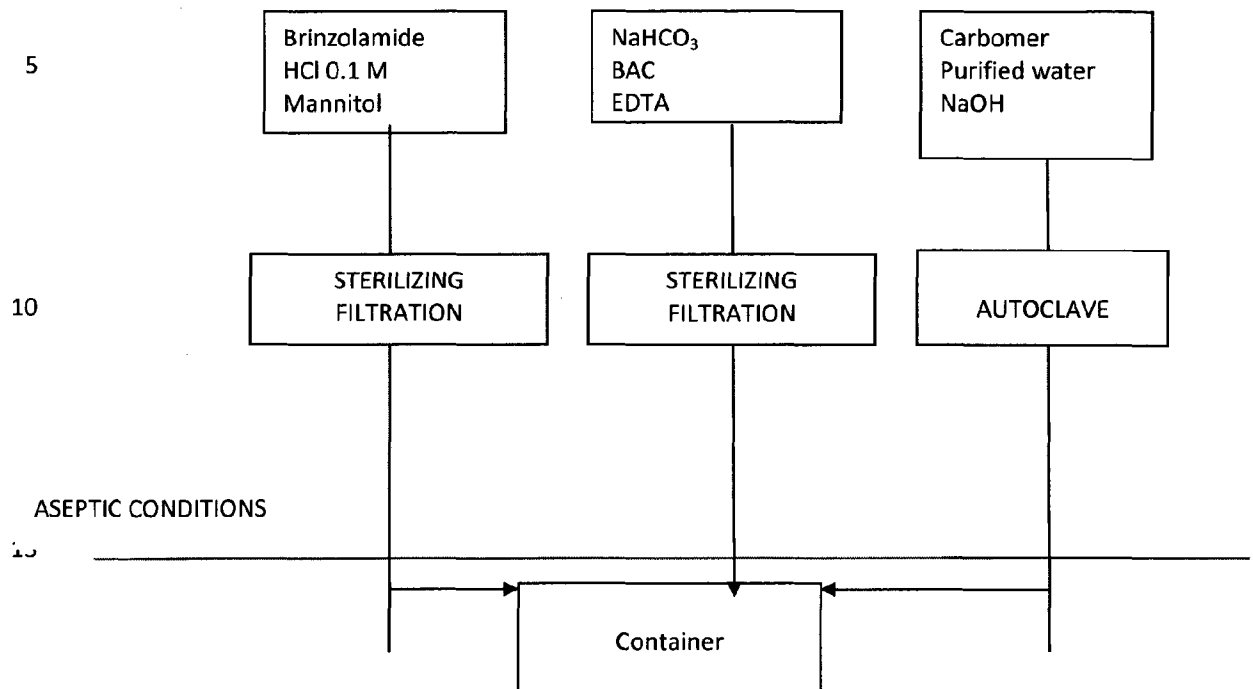 5
Brinzolamide
HCl 0.1 M
Mannitol
NaHCO₃
BAC
EDTA
Carbomer
Purified water
NaOH
10
STERILIZING
FILTRATION
STERILIZING
FILTRATION
AUTOCLAVE
ASEPTIC CONDITIONS
Container